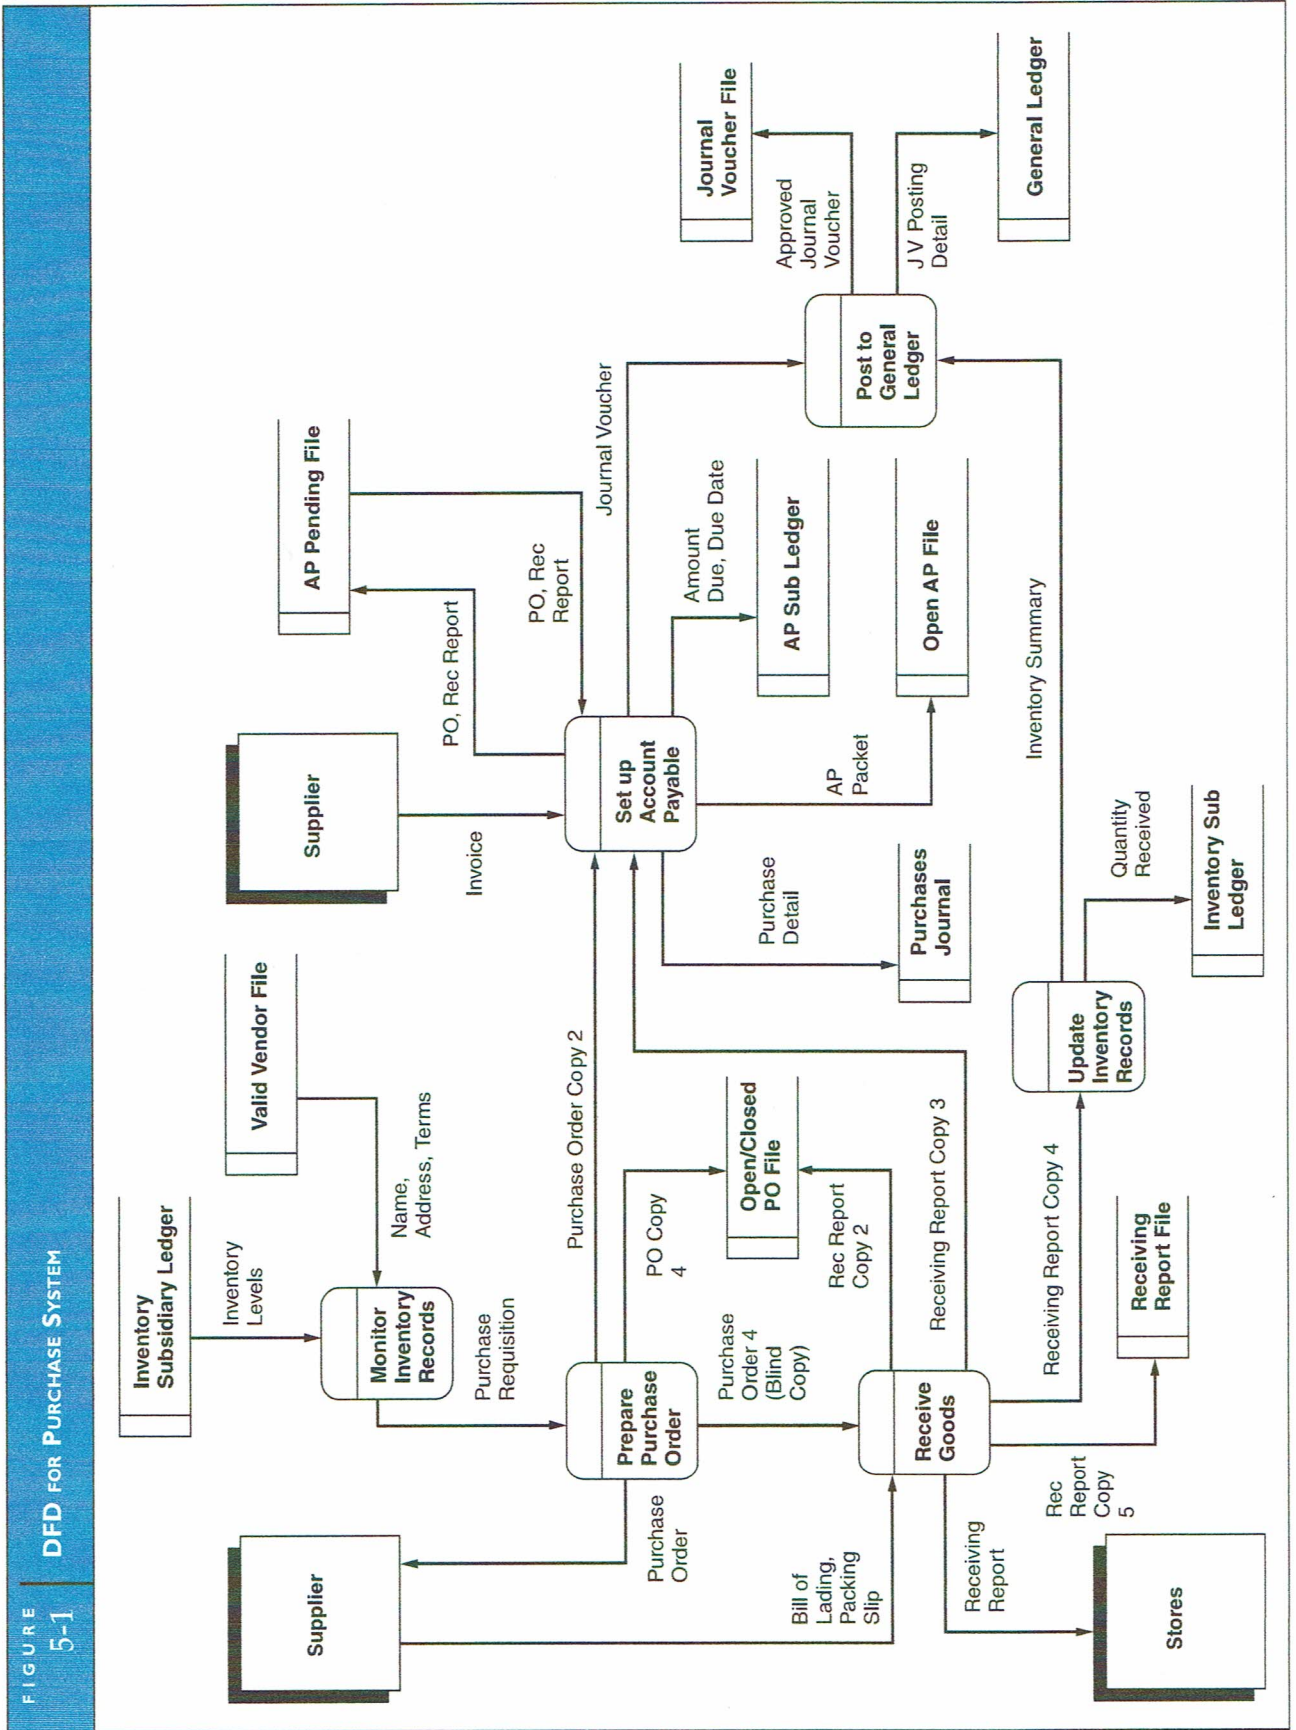 FIGURE
5-1
DFD FOR PURCHASE SYSTEM
Inventory
Subsidiary Ledger
Inventory
Levels
Valid Vendor File
Name,
Address, Terms
Monitor
Inventory
Records
Purchase
Requisition
Supplier
Purchase
Order
Prepare
Purchase
Order
Purchase Order Copy 2
PO Copy
4
Open/Closed
PO File
Purchase
Order 4
(Blind
Copy)
Rec Report
Copy 2
Bill of
Lading,
Packing
Slip
Receive
Goods
Receiving Report Copy 3
Receiving Report Copy 4
Receiving
Report
Rec
Report
Copy
5
Receiving
Report File
Stores
Supplier
Invoice
AP Pending File
PO, Rec Report
PO, Rec
Report
Set up
Account
Payable
Journal Voucher
Amount
Due, Due Date
AP Sub Ledger
AP
Packet
Open AP File
Purchase
Detail
Purchases
Journal
Update
Inventory
Records
Quantity
Received
Inventory Sub
Ledger
Inventory Summary
Post to
General
Ledger
Approved
Journal
Voucher
Journal
Voucher File
J V Posting
Detail
General Ledger